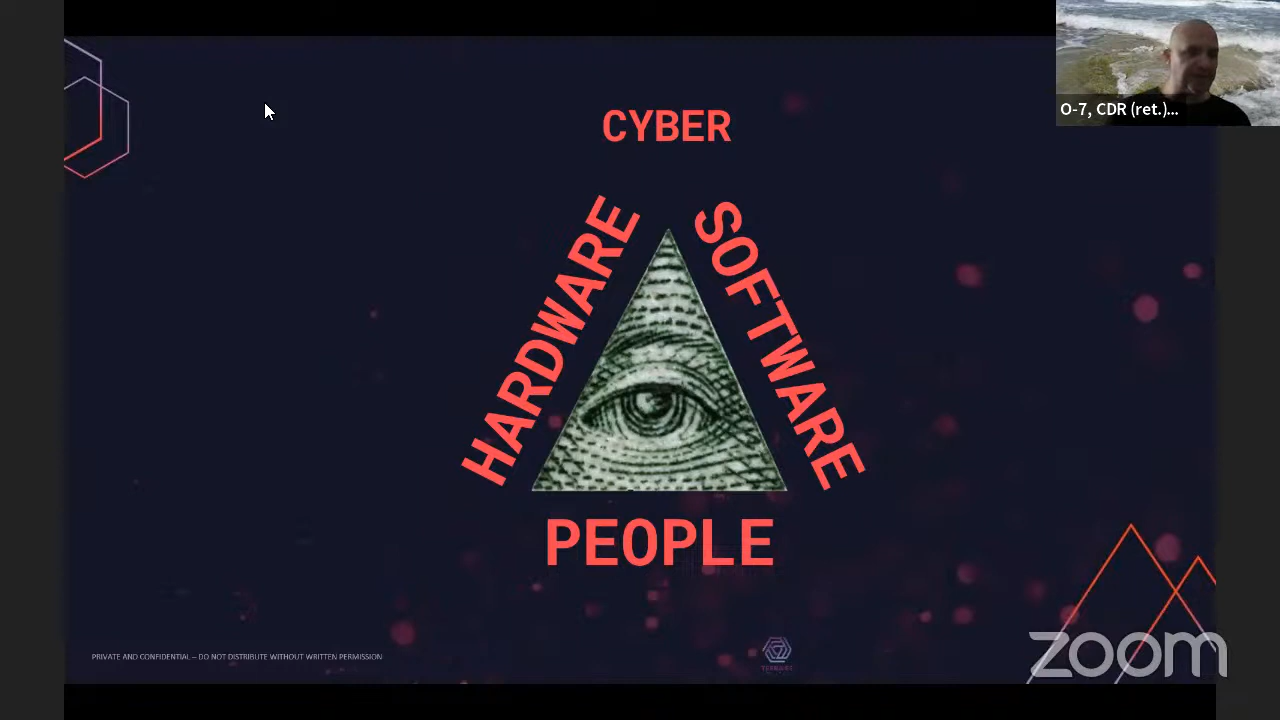 O-7, CDR (ret.)...
CYBER
HARDWARE
SOFTWARE
PEOPLE
PRIVATE AND CONFIDENTIAL – DO NOT DISTRIBUTE WITHOUT WRITTEN PERMISSION
zoom